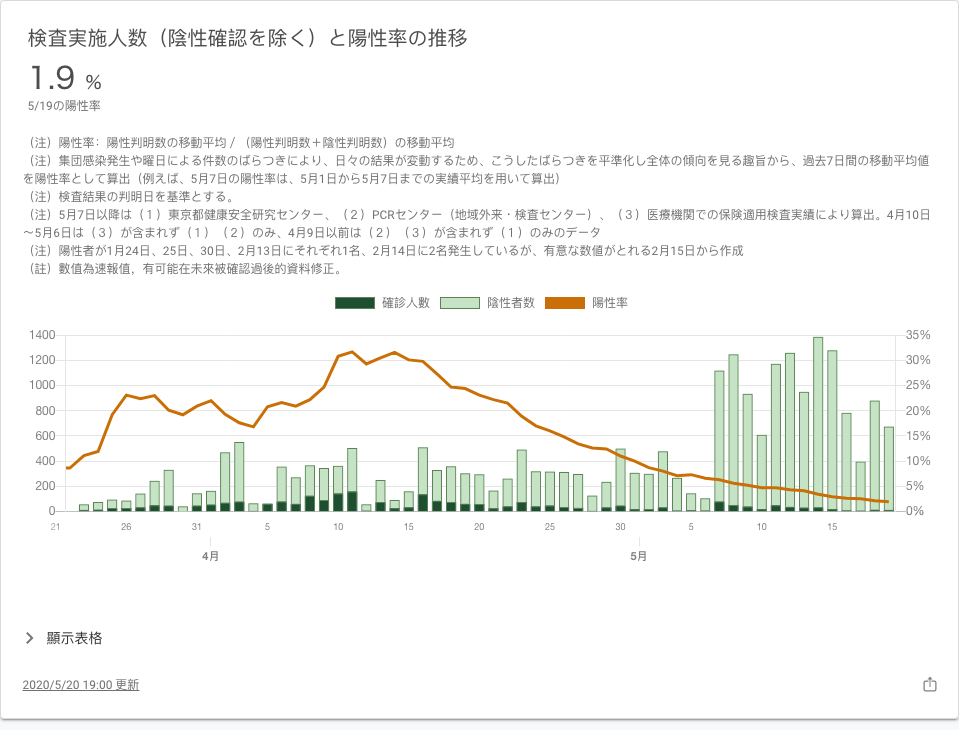 検査実施人数（陰性確認を除く）と陽性率の推移
1.9 %
5/19の陽性率
（注）陽性率：陽性判明数の移動平均 / （陽性判明数＋陰性判明数）の移動平均
（注）集団感染発生や曜日による件数のばらつきにより、日々の結果が変動するため、こうしたばらつきを平準化し全体の傾向を見る趣旨から、過去7日間の移動平均値
を陽性率として算出（例えば、5月7日の陽性率は、5月1日から5月7日までの実績平均を用いて算出）
（注）検査結果の判明日を基準とする。
（注）5月7日以降は（1）東京都健康安全研究センター、（2）PCRセンター（地域外来・検査センター）、（3）医療機関での保険適用検査実績により算出。4月10日
～5月6日は（3）が含まれず（1）（2）のみ、4月9日以前は（2）（3）が含まれず（1）のみのデータ
（注）陽性者が1月24日、25日、30日、2月13日にそれぞれ1名、2月14日に2名発生しているが、有意な数値がとれる2月15日から作成
（註）數值為速報值，有可能在未來被確認過後的資料修正。
確診人數 陰性者数 陽性率
1400 35%
1200 30%
1000 25%
800 20%
600 15%
400 10%
200 5%
0 0%
21 26 31 5 10 15 20 25 30 5 10 15
4月 5月
顯示表格
2020/5/20 19:00 更新